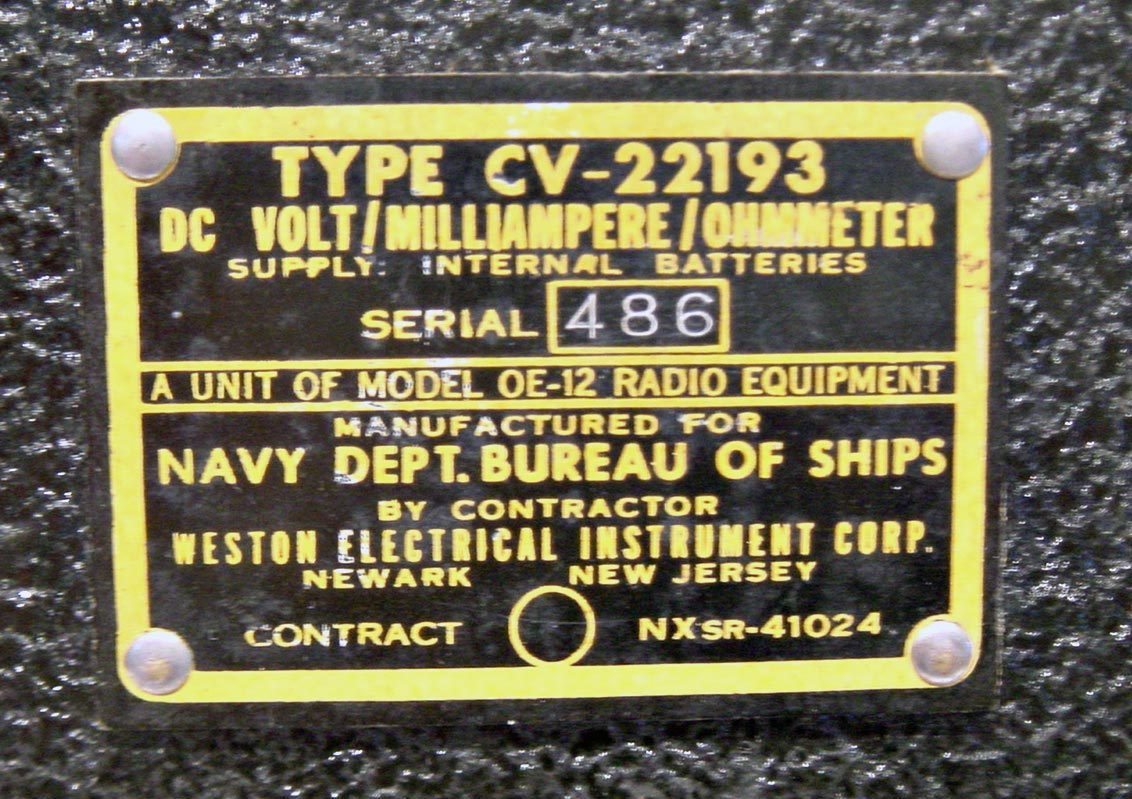 TYPE CV-22193
DC VOLT/MILLIAMPERE/OHMMETER
SUPPLY: INTERNAL BATTERIES
SERIAL 486
A UNIT OF MODEL OE-12 RADIO EQUIPMENT
MANUFACTURED FOR
NAVY DEPT. BUREAU OF SHIPS
BY CONTRACTOR
WESTON ELECTRICAL INSTRUMENT CORP.
NEWARK NEW JERSEY
CONTRACT NXSR-41024